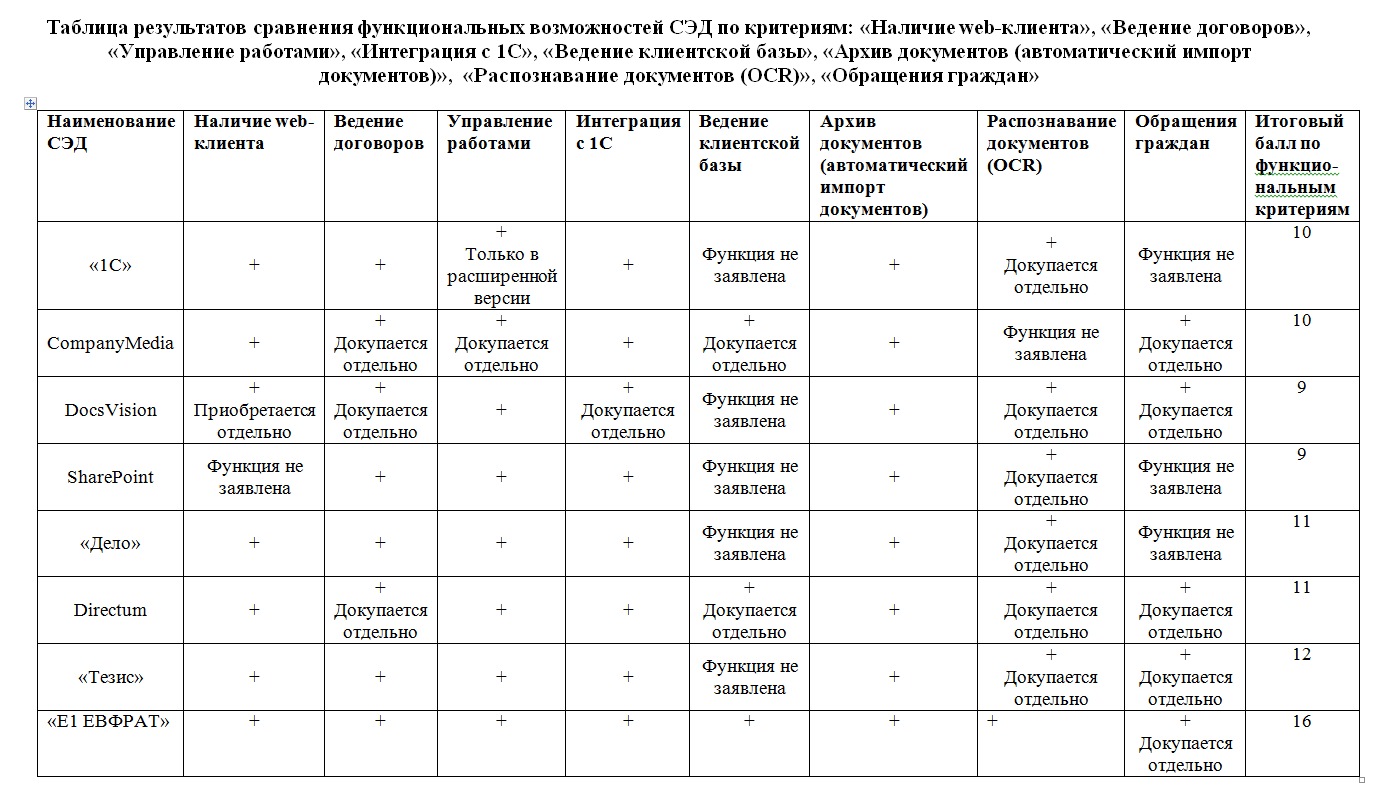 Таблица результатов сравнения функциональных возможностей СЭД по критериям: «Наличие web-клиента», «Ведение договоров»,
«Управление работами», «Интеграция с 1С», «Ведение клиентской базы», «Архив документов (автоматический импорт
документов)», «Распознавание документов (OCR)», «Обращения граждан»
Наименование
СЭД
Наличие web-
клиента
Ведение
договоров
Управление
работами
Интеграция
с 1С
Ведение
клиентской
базы
Архив
документов
(автоматический
импорт
документов)
Распознавание
документов
(OCR)
Обращения
граждан
Итоговый
балл по
функцио-
нальным
критериям
«1С»
+
+
+
Только в
расширенной
версии
+
Функция не
заявлена
+
+
Докупается
отдельно
Функция не
заявлена
10
CompanyMedia
+
+
Докупается
отдельно
+
Докупается
отдельно
+
+
Докупается
отдельно
+
Функция не
заявлена
+
Докупается
отдельно
10
DocsVision
+
Приобретается
отдельно
+
Докупается
отдельно
+
+
Докупается
отдельно
Функция не
заявлена
+
+
Докупается
отдельно
+
Докупается
отдельно
9
SharePoint
Функция не
заявлена
+
+
+
Функция не
заявлена
+
+
Докупается
отдельно
Функция не
заявлена
9
«Дело»
+
+
+
+
Функция не
заявлена
+
+
Докупается
отдельно
Функция не
заявлена
11
Directum
+
+
Докупается
отдельно
+
+
+
Докупается
отдельно
+
+
Докупается
отдельно
+
Докупается
отдельно
11
«Тезис»
+
+
+
+
Функция не
заявлена
+
+
Докупается
отдельно
+
Докупается
отдельно
12
«Е1 ЕВФРАТ»
+
+
+
+
+
+
+
+
Докупается
отдельно
16